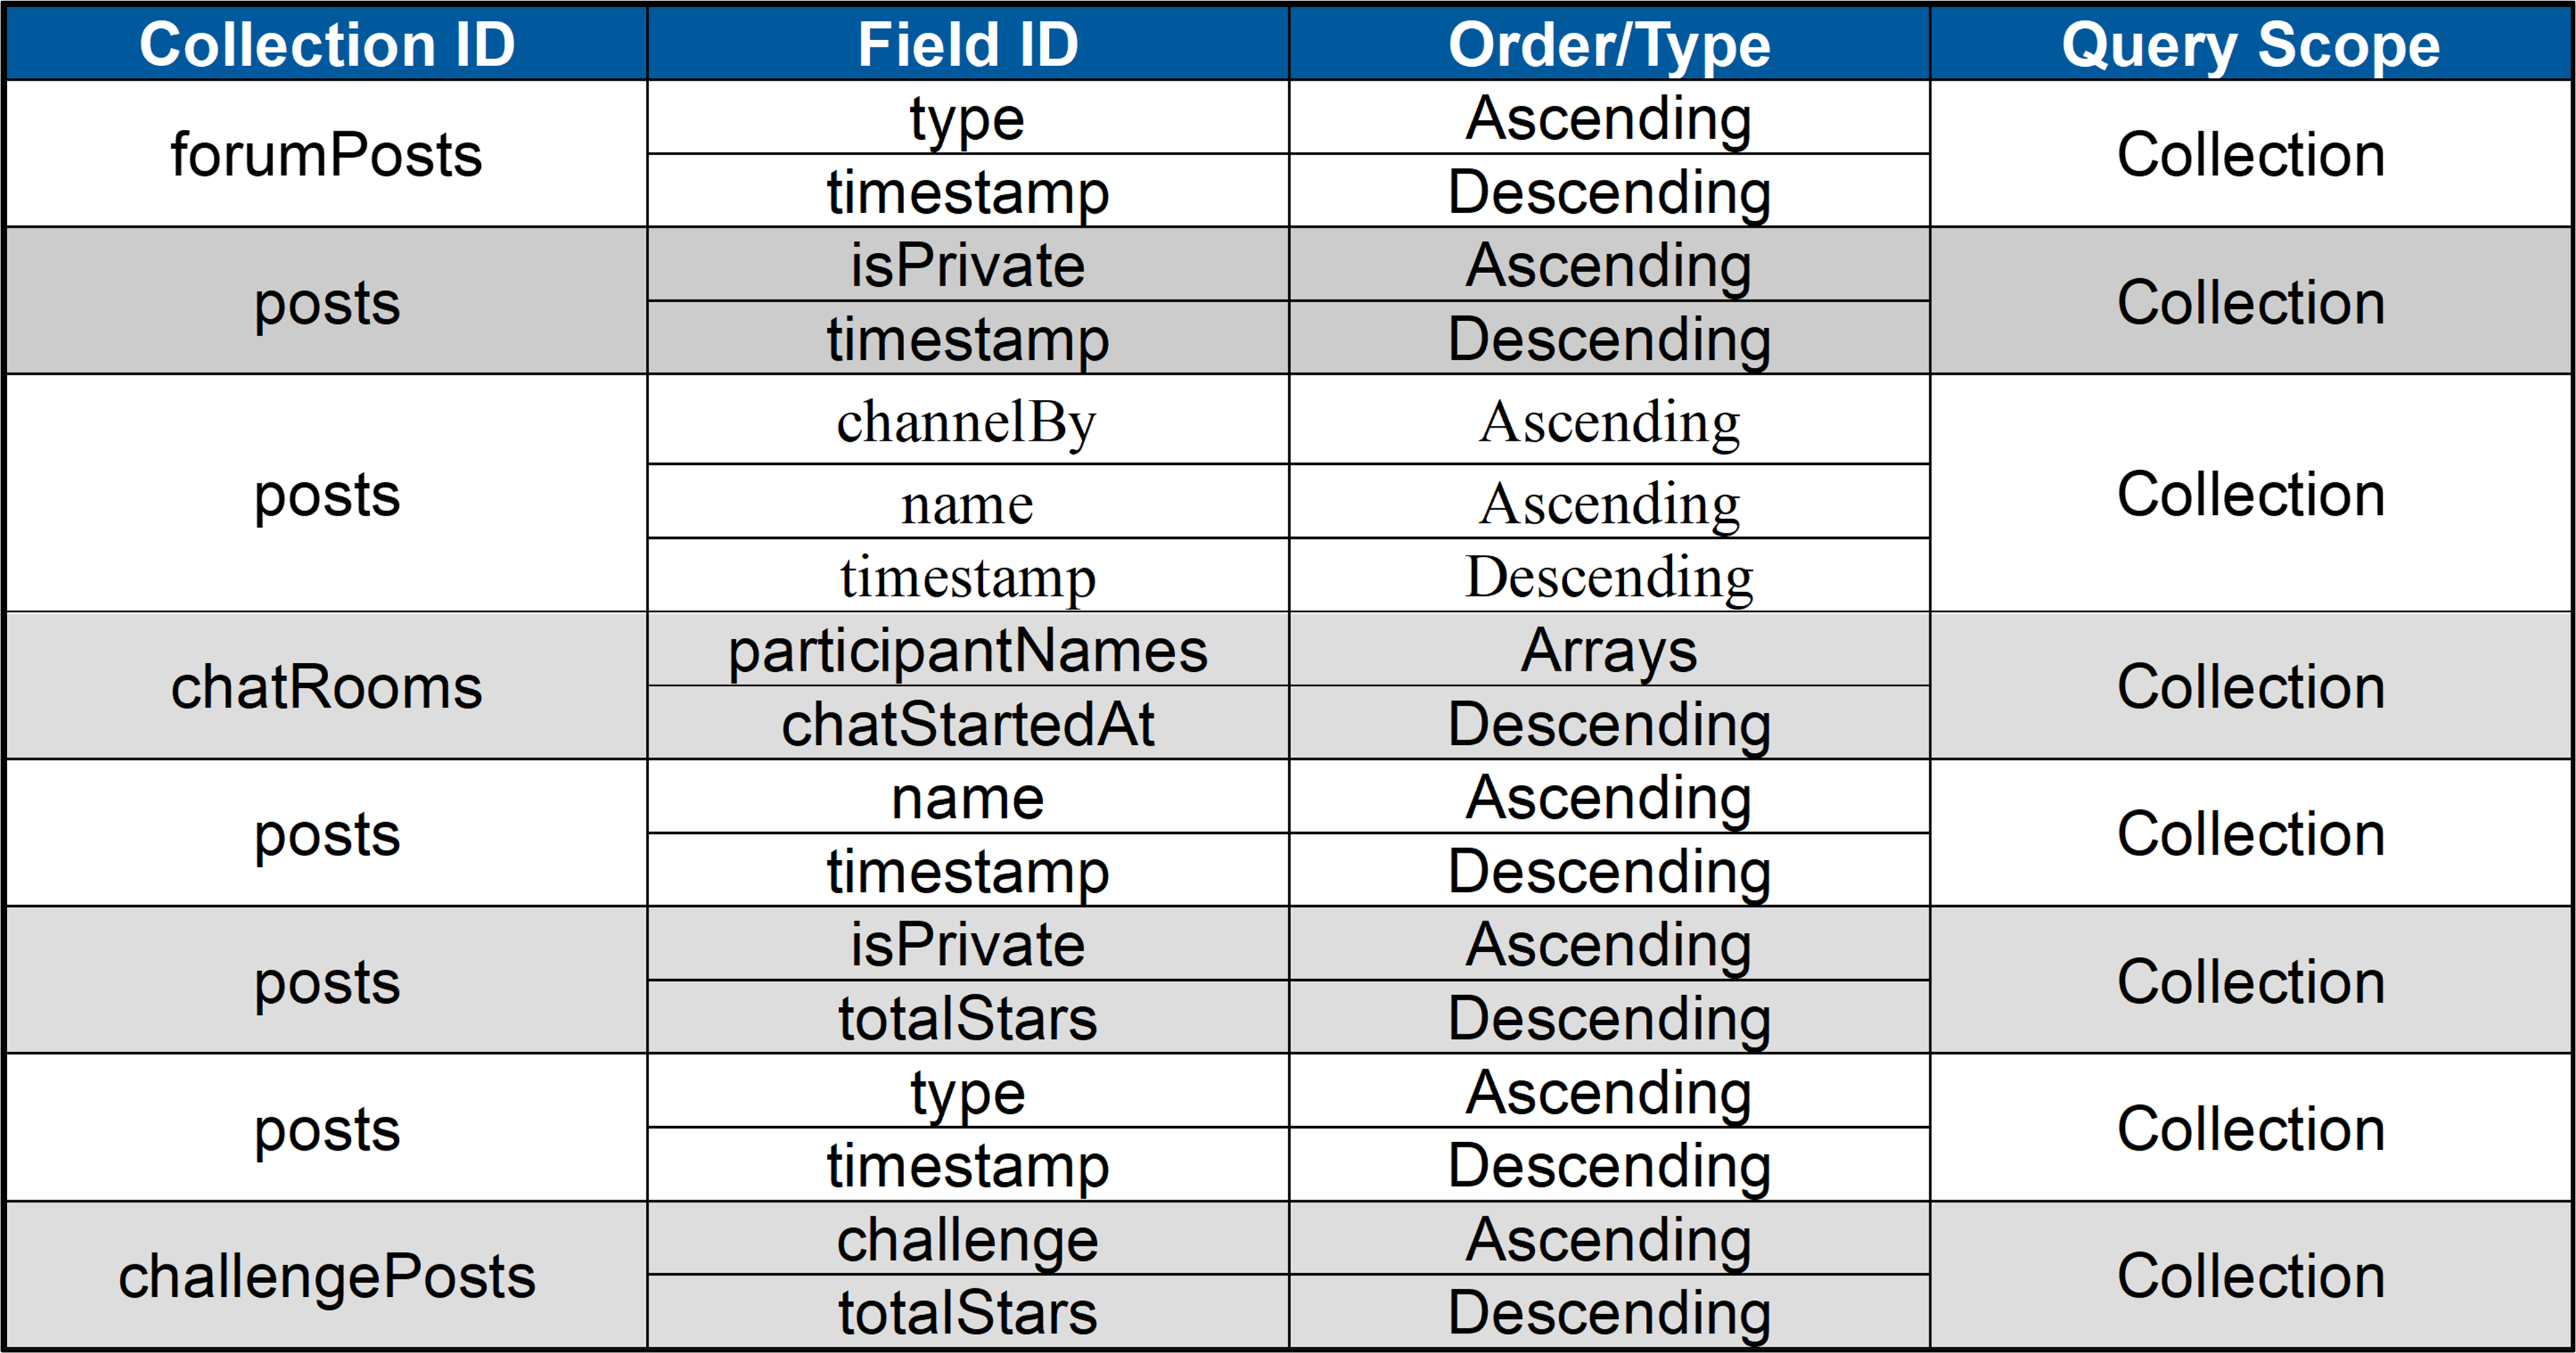 Collection ID Field ID Order/Type Query Scope
forumPosts type Ascending Collection
timestamp Descending
posts isPrivate Ascending Collection
timestamp Descending
posts channelBy Ascending Collection
name Ascending
timestamp Descending
chatRooms participantNames Arrays Collection
chatStartedAt Descending
posts name Ascending Collection
timestamp Descending
posts isPrivate Ascending Collection
totalStars Descending
posts type Ascending Collection
timestamp Descending
challengePosts challenge Ascending Collection
totalStars Descending